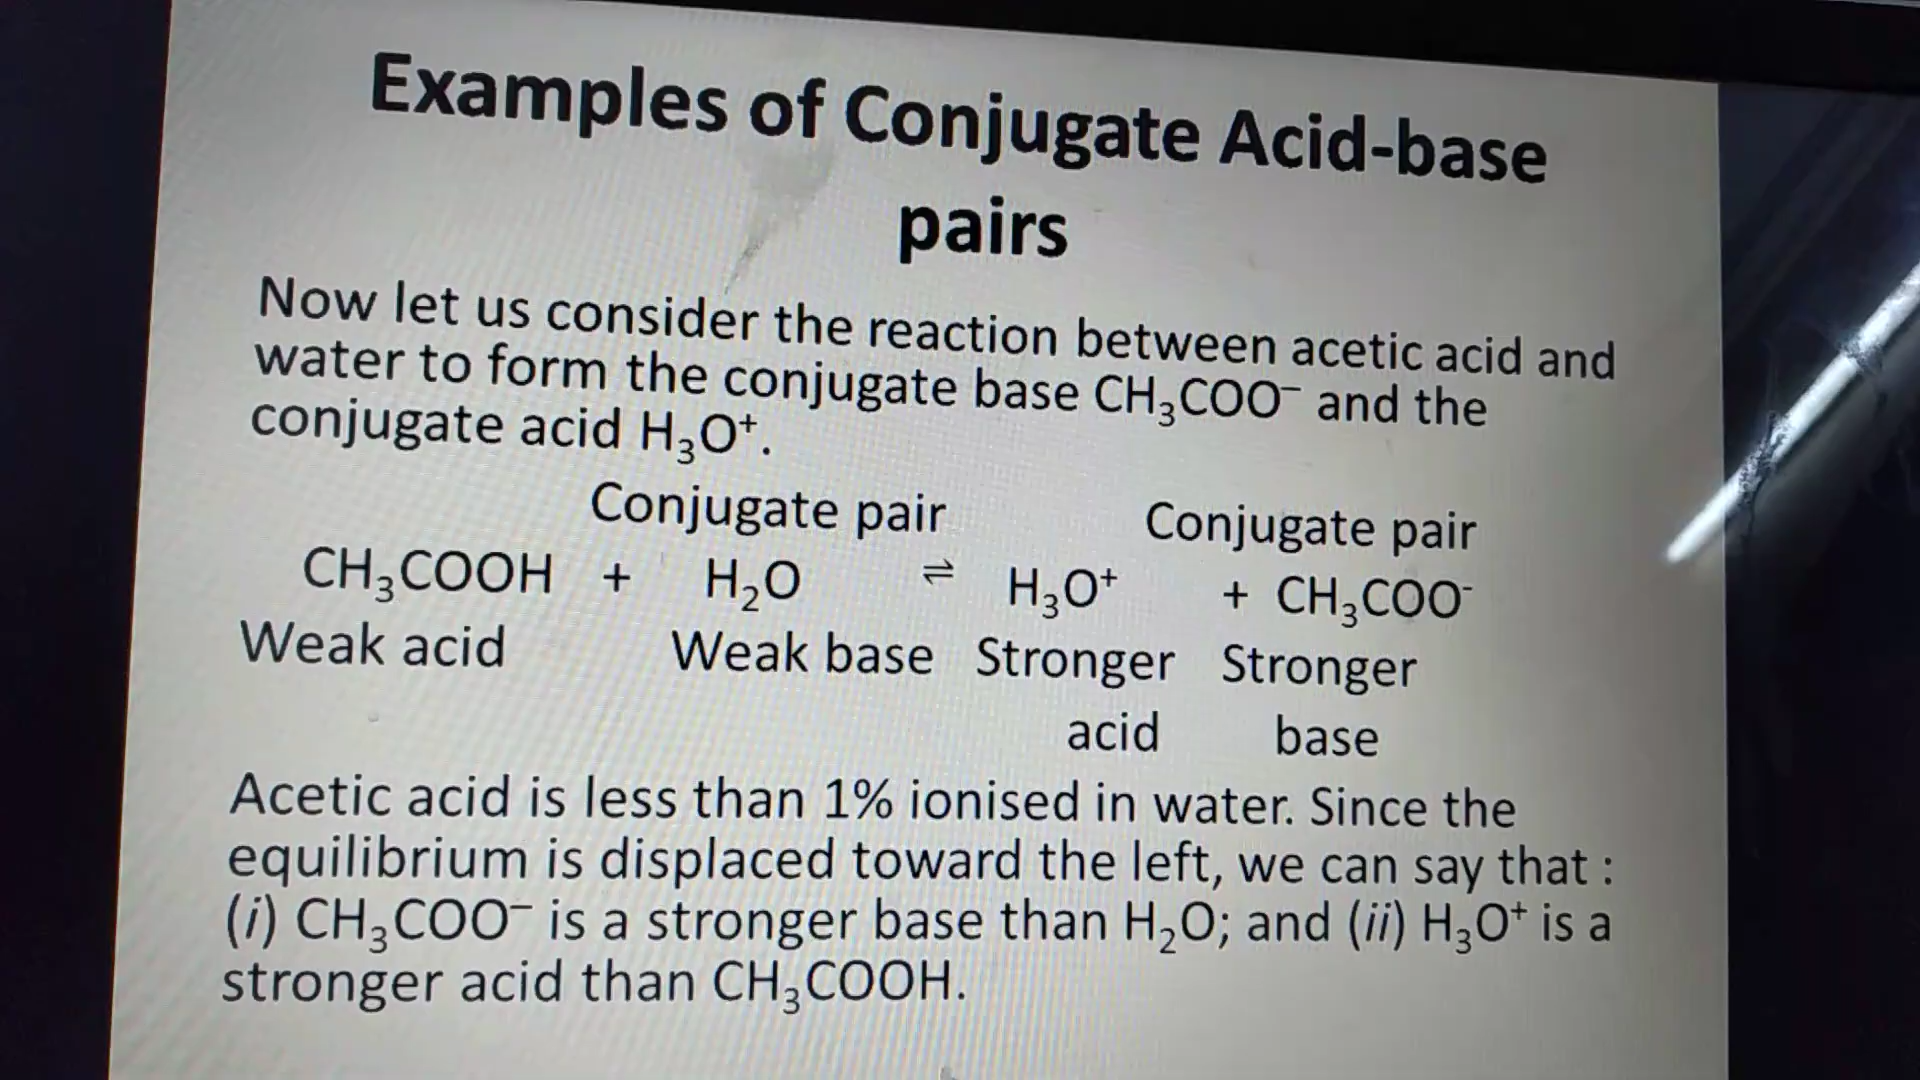 Examples of Conjugate Acid-base
pairs
Now let us consider the reaction between acetic acid and
water to form the conjugate base CH₃COO⁻ and the
conjugate acid H₃O⁺.
Conjugate pair Conjugate pair
CH₃COOH + H₂O ⇌ H₃O⁺ + CH₃COO⁻
Weak acid Weak base Stronger Stronger
acid base
Acetic acid is less than 1% ionised in water. Since the
equilibrium is displaced toward the left, we can say that :
(i) CH₃COO⁻ is a stronger base than H₂O; and (ii) H₃O⁺ is a
stronger acid than CH₃COOH.